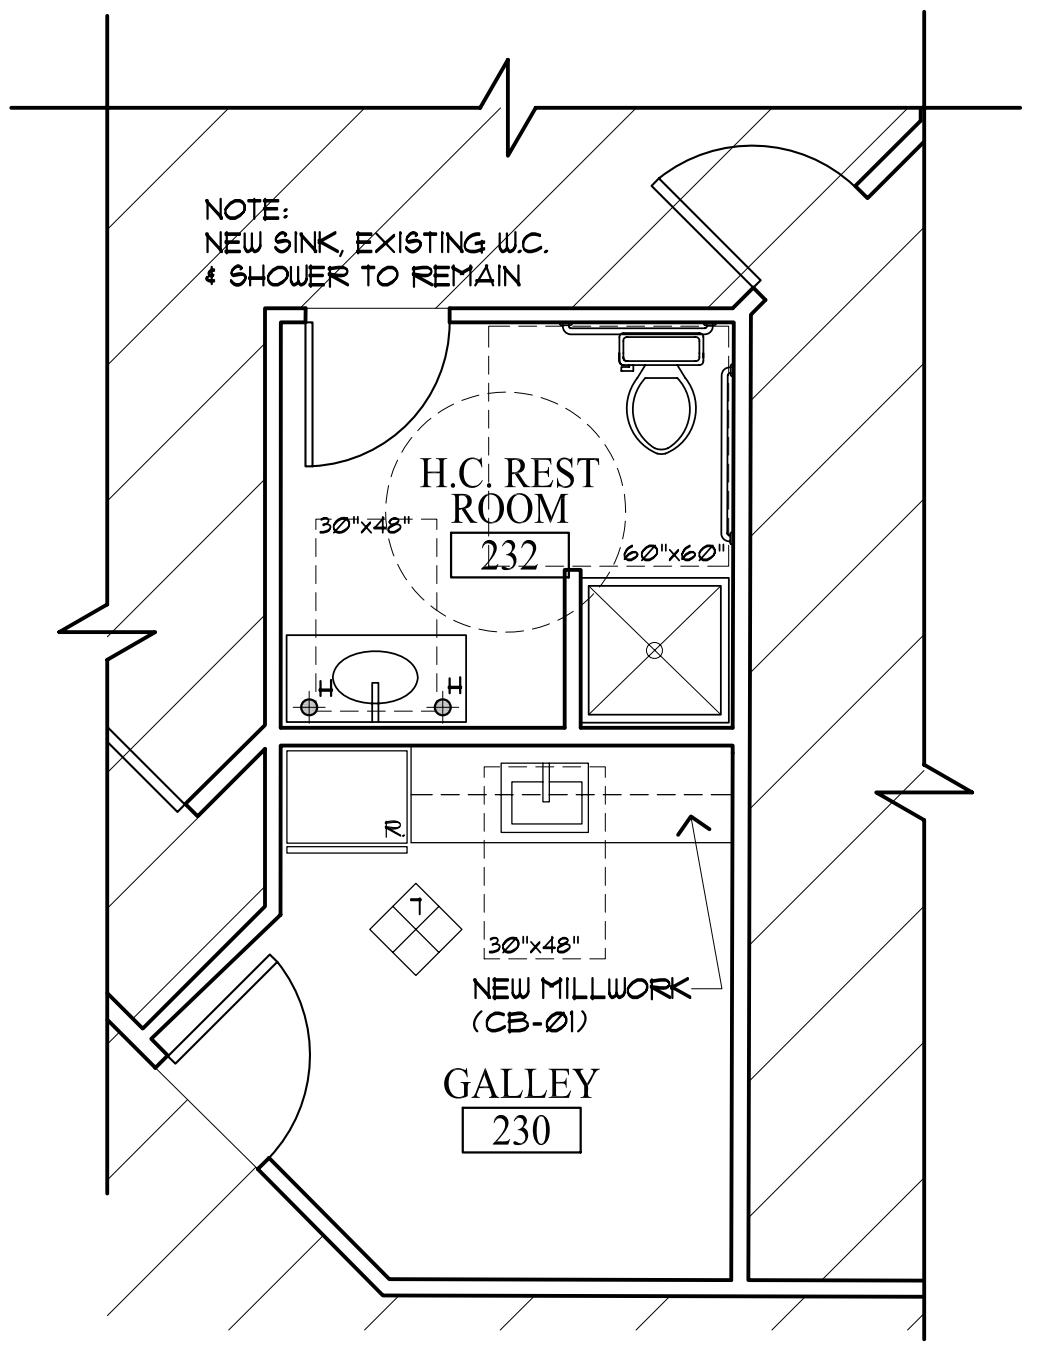 NOTE:
NEW SINK, EXISTING W.C.
& SHOWER TO REMAIN
H.C. REST
ROOM
232
30"x48"
60"x60"
H
H
R.
7
30"x48"
NEW MILLWORK
(CB-01)
GALLEY
230